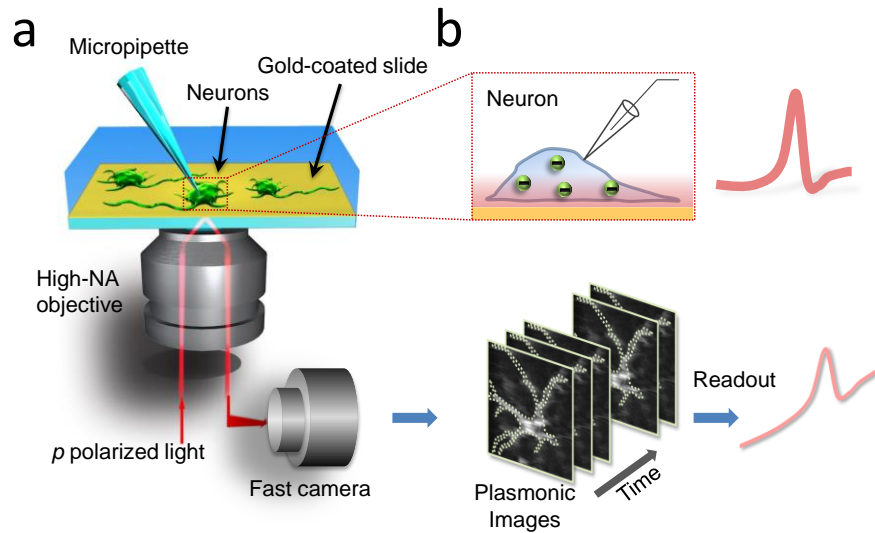 a
Micropipette
Neurons
Gold-coated slide
High-NA
objective
p polarized light
Fast camera
b
Neuron
Plasmonic
Images
Time
Readout